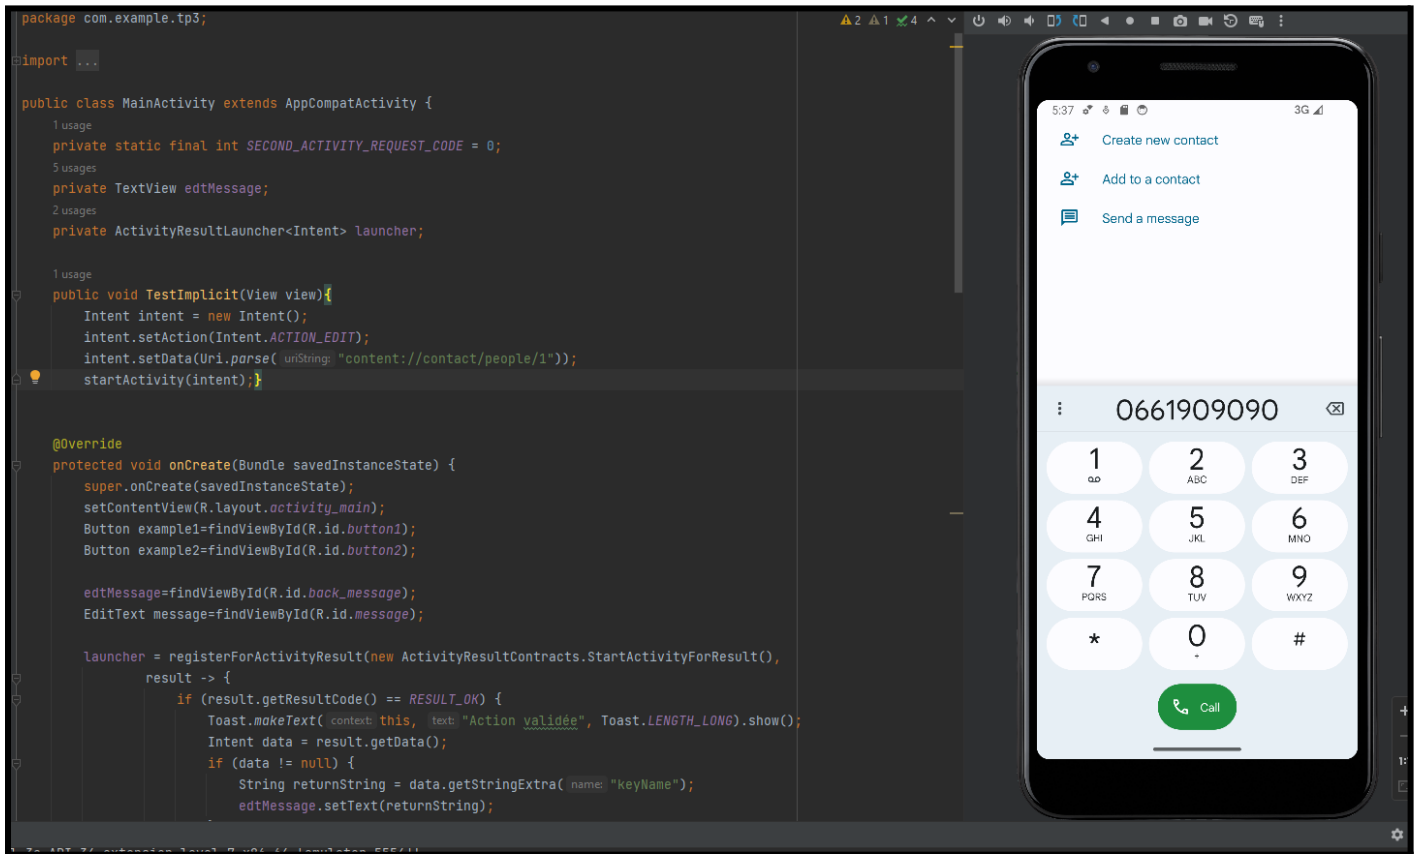 package com.example.tp3;
2 1 4
import ...
public class MainActivity extends AppCompatActivity {
1 usage
private static final int SECOND_ACTIVITY_REQUEST_CODE = 0;
5 usages
private TextView edtMessage;
2 usages
private ActivityResultLauncher<Intent> launcher;
1 usage
public void TestImplicit(View view){
Intent intent = new Intent();
intent.setAction(Intent.ACTION_EDIT);
intent.setData(Uri.parse( uriString: "content://contact/people/1"));
startActivity(intent);}
@Override
protected void onCreate(Bundle savedInstanceState) {
super.onCreate(savedInstanceState);
setContentView(R.layout.activity_main);
Button example1=findViewById(R.id.button1);
Button example2=findViewById(R.id.button2);
edtMessage=findViewById(R.id.back_message);
EditText message=findViewById(R.id.message);
launcher = registerForActivityResult(new ActivityResultContracts.StartActivityForResult(),
result -> {
if (result.getResultCode() == RESULT_OK) {
Toast.makeText( context: this, text: "Action validée", Toast.LENGTH_LONG).show();
Intent data = result.getData();
if (data != null) {
String returnString = data.getStringExtra( name: "keyName");
edtMessage.setText(returnString);
5:37 3G
Create new contact
Add to a contact
Send a message
0661909090
1 2 3
ABC DEF
4 5 6
GHI JKL MNO
7 8 9
PQRS TUV WXYZ
* 0 #
+
Call